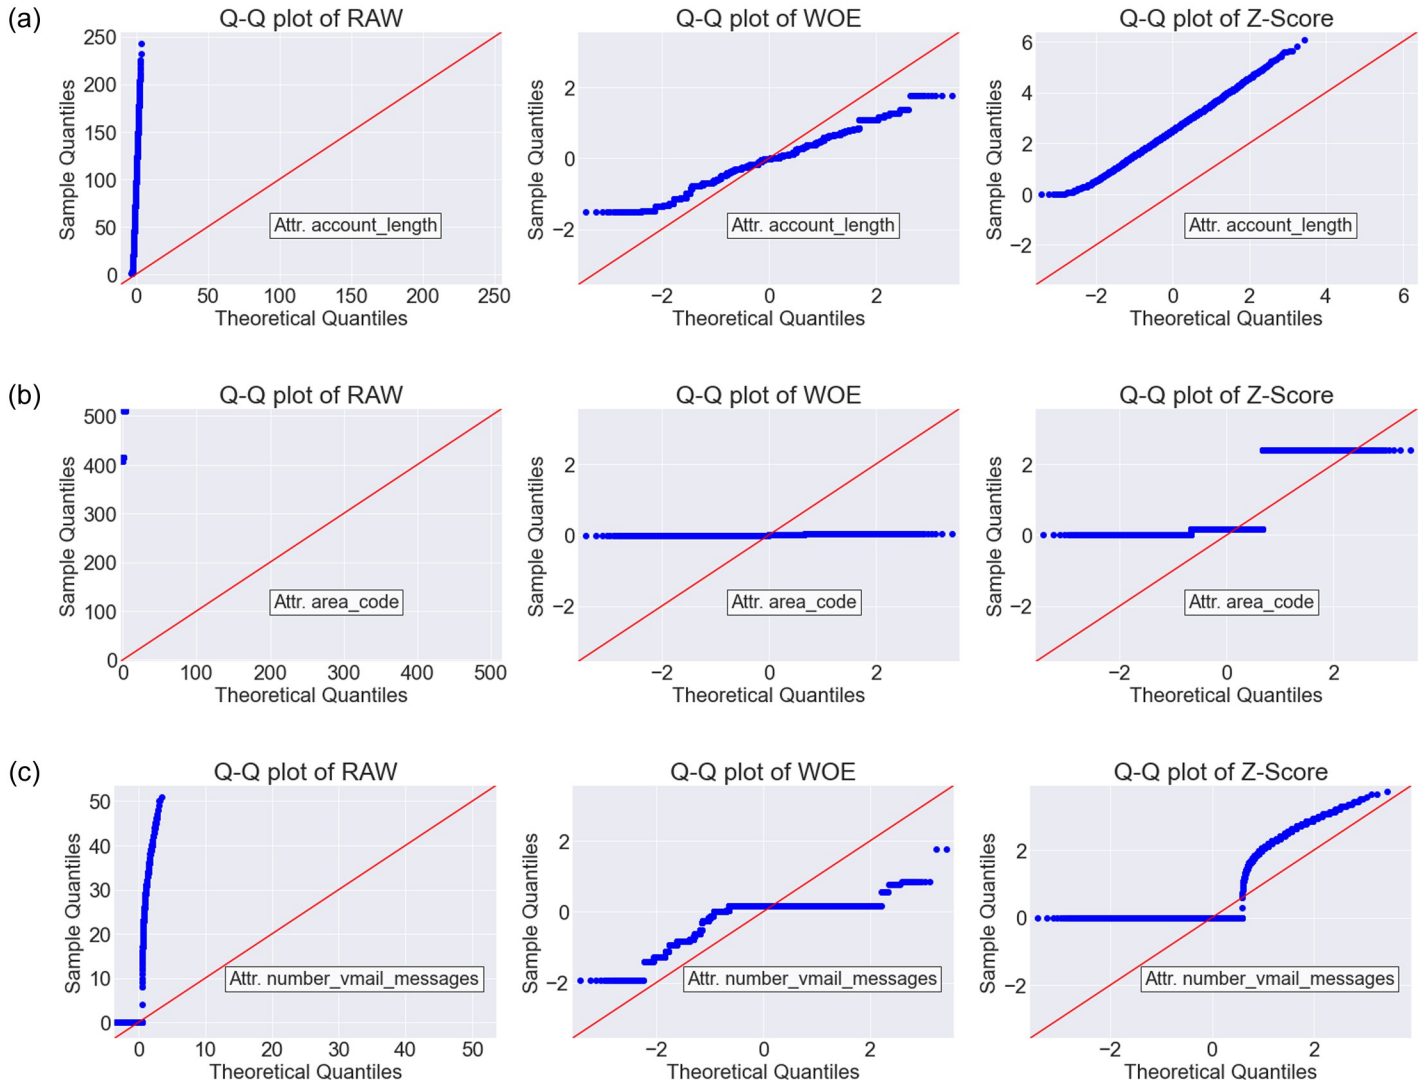 (a)
Q-Q plot of RAW
Q-Q plot of WOE
Q-Q plot of Z-Score
Sample Quantiles
250
200
150
100
50
0
Attr. account_length
0 50 100 150 200 250
Theoretical Quantiles
Sample Quantiles
2
0
−2
Attr. account_length
−2 0 2
Theoretical Quantiles
Sample Quantiles
6
4
2
0
−2
Attr. account_length
−2 0 2 4 6
Theoretical Quantiles
(b)
Q-Q plot of RAW
Q-Q plot of WOE
Q-Q plot of Z-Score
Sample Quantiles
500
400
300
200
100
0
Attr. area_code
0 100 200 300 400 500
Theoretical Quantiles
Sample Quantiles
2
0
−2
Attr. area_code
−2 0 2
Theoretical Quantiles
Sample Quantiles
2
0
−2
Attr. area_code
−2 0 2
Theoretical Quantiles
(c)
Q-Q plot of RAW
Q-Q plot of WOE
Q-Q plot of Z-Score
Sample Quantiles
50
40
30
20
10
0
Attr. number_vmail_messages
0 10 20 30 40 50
Theoretical Quantiles
Sample Quantiles
2
0
−2
Attr. number_vmail_messages
−2 0 2
Theoretical Quantiles
Sample Quantiles
2
0
−2
Attr. number_vmail_messages
−2 0 2
Theoretical Quantiles